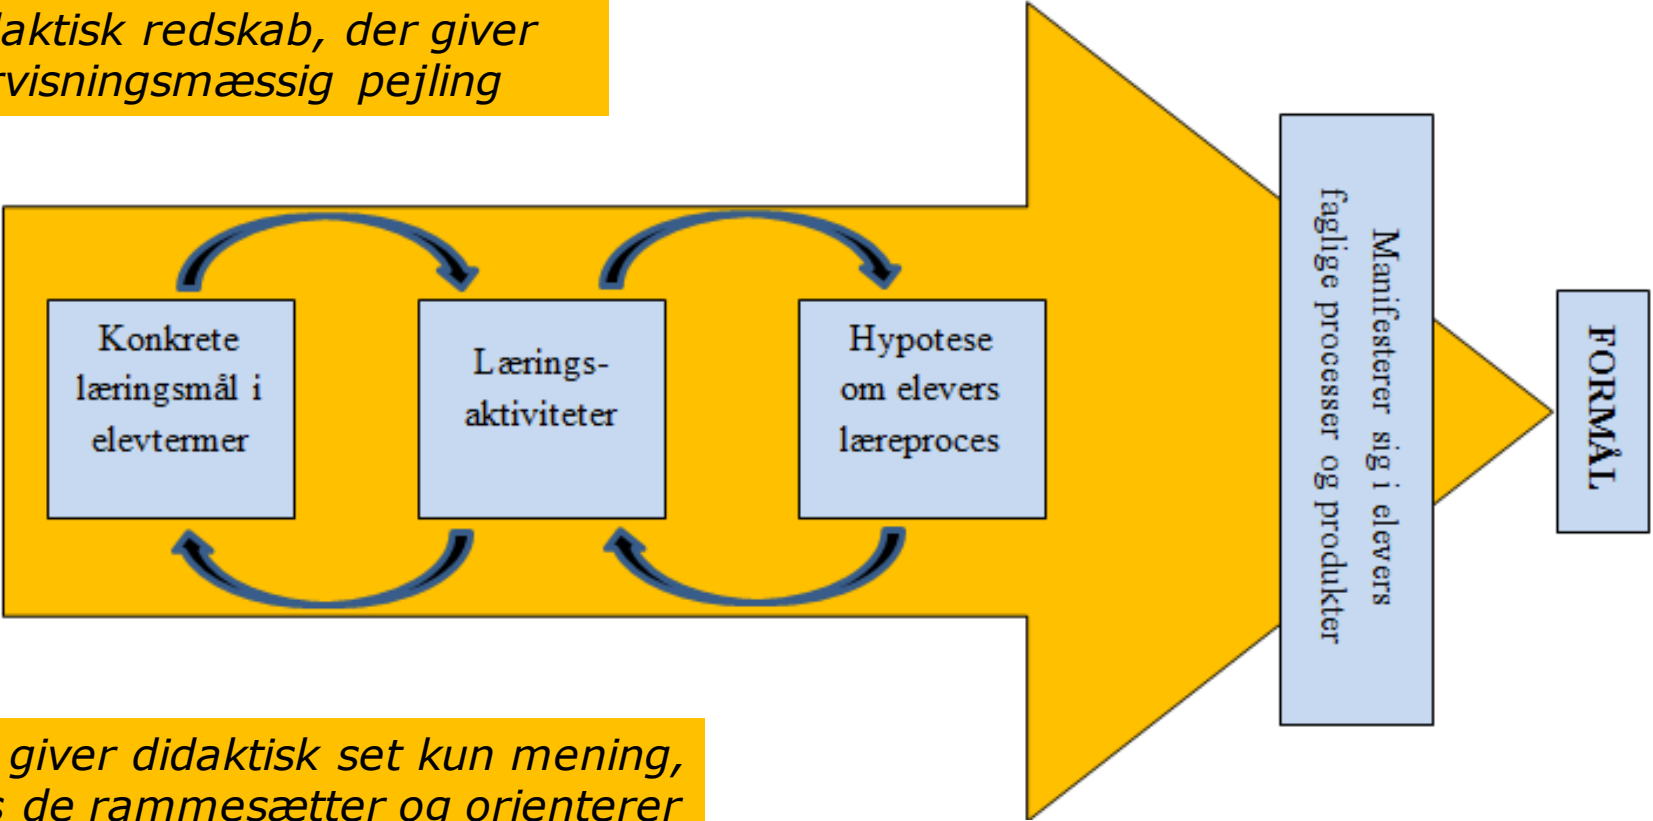 daktisk redskab, der giver
rvisningsmæssig pejling
Konkrete
læringsmål i
elevtermer
Lærings-
aktiviteter
Hypotese
om elevers
læreproces
Manifesterer sig i elevers
faglige processer og produkter
FORMÅL
giver didaktisk set kun mening,
s de rammesætter og orienterer